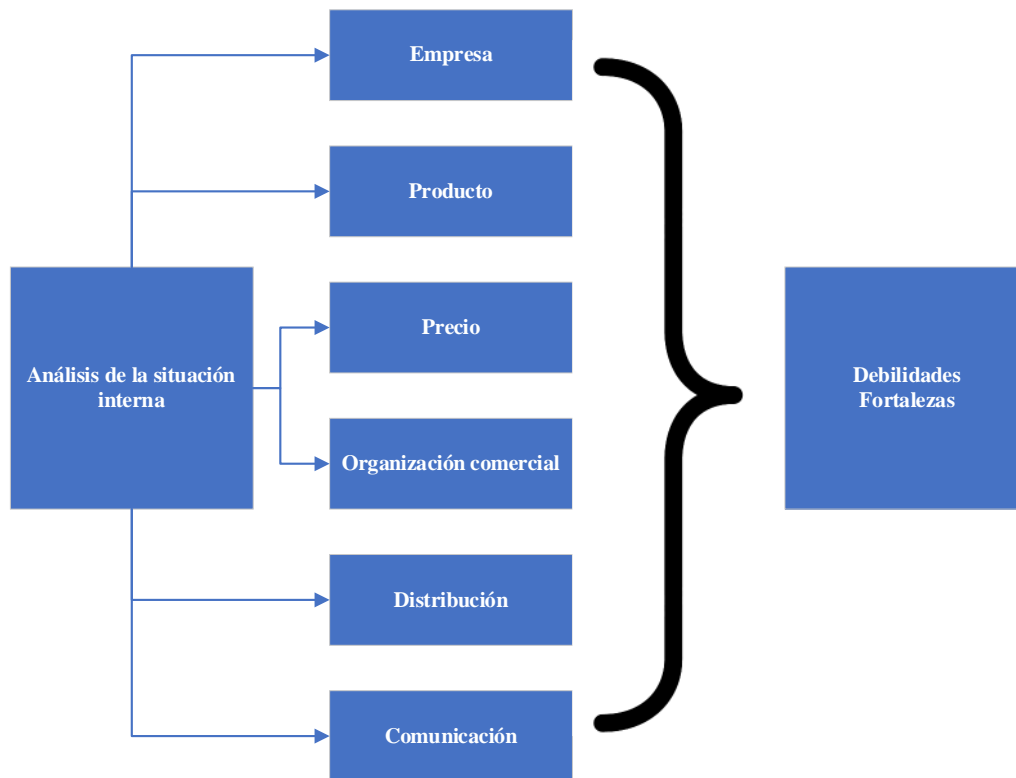 Empresa
Producto
Análisis de la situación
interna
Precio
Organización comercial
Distribución
Comunicación
Debilidades
Fortalezas